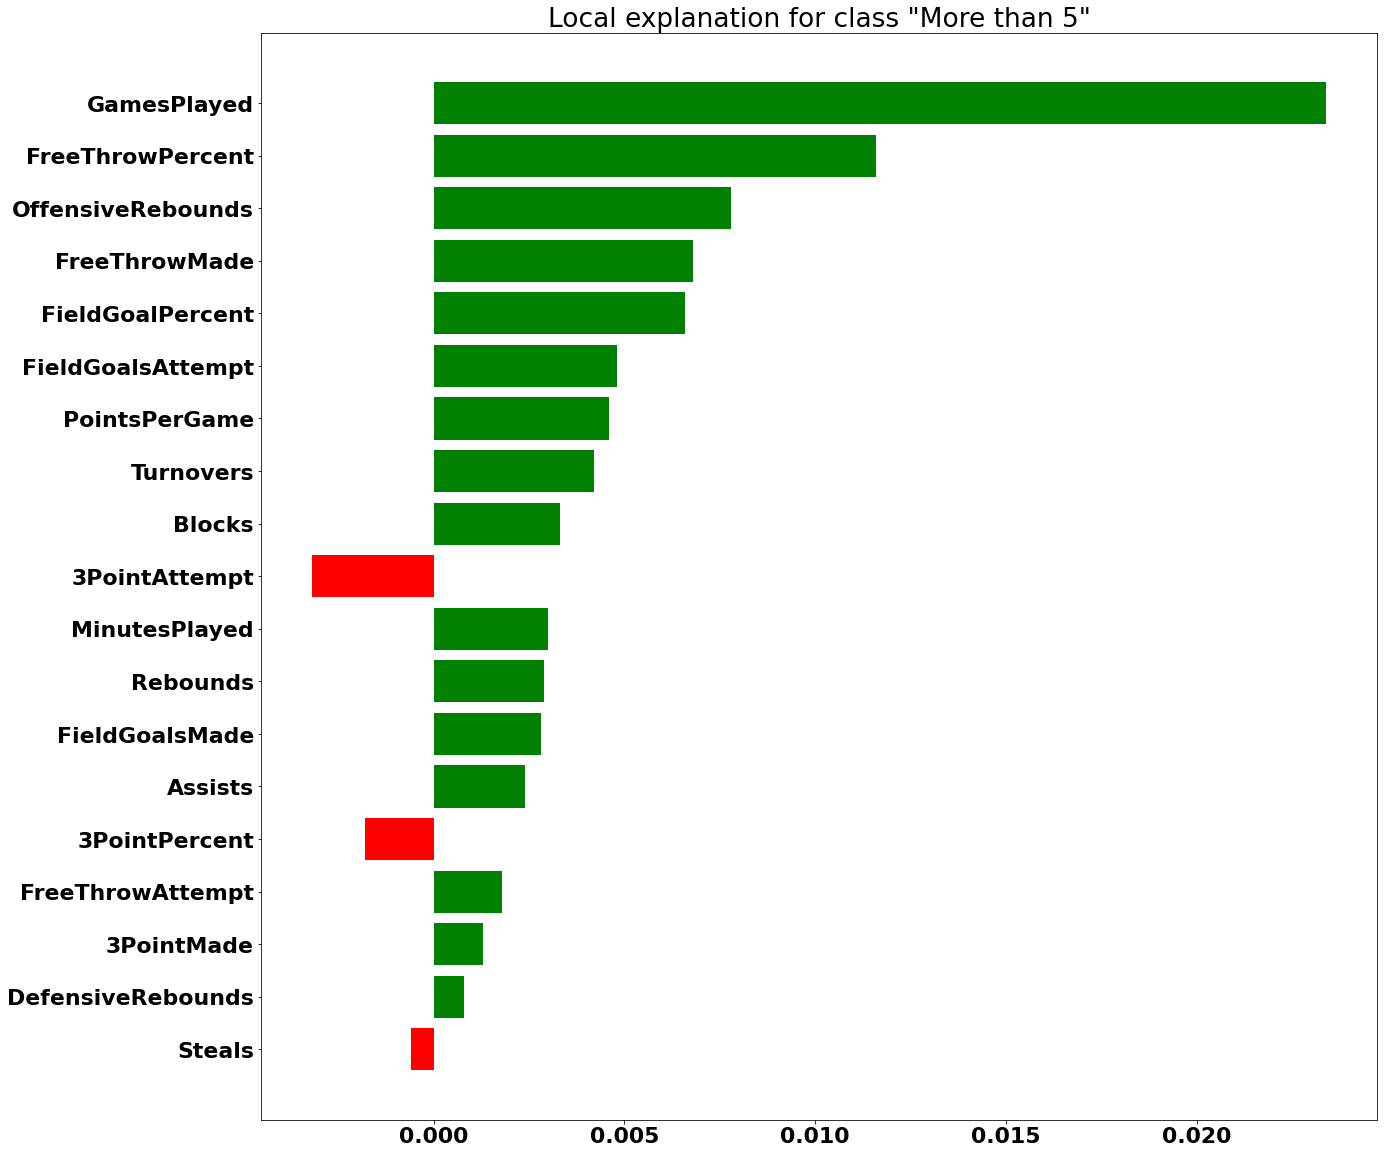 Local explanation for class "More than 5"
GamesPlayed
FreeThrowPercent
OffensiveRebounds
FreeThrowMade
FieldGoalPercent
FieldGoalsAttempt
PointsPerGame
Turnovers
Blocks
3PointAttempt
MinutesPlayed
Rebounds
FieldGoalsMade
Assists
3PointPercent
FreeThrowAttempt
3PointMade
DefensiveRebounds
Steals
0.000 0.005 0.010 0.015 0.020